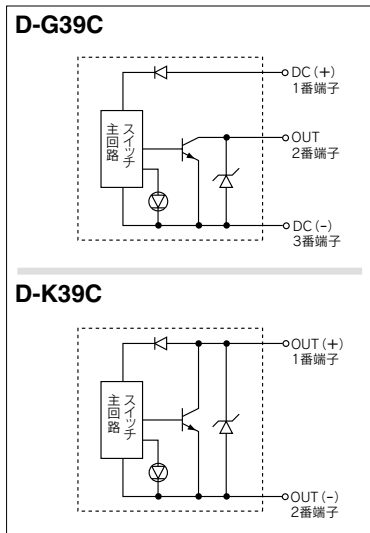 D-G39C
DC(+)
1番端子
スイッチ
主回路
OUT
2番端子
DC(-)
3番端子
D-K39C
OUT(+)
1番端子
スイッチ
主回路
OUT(-)
2番端子